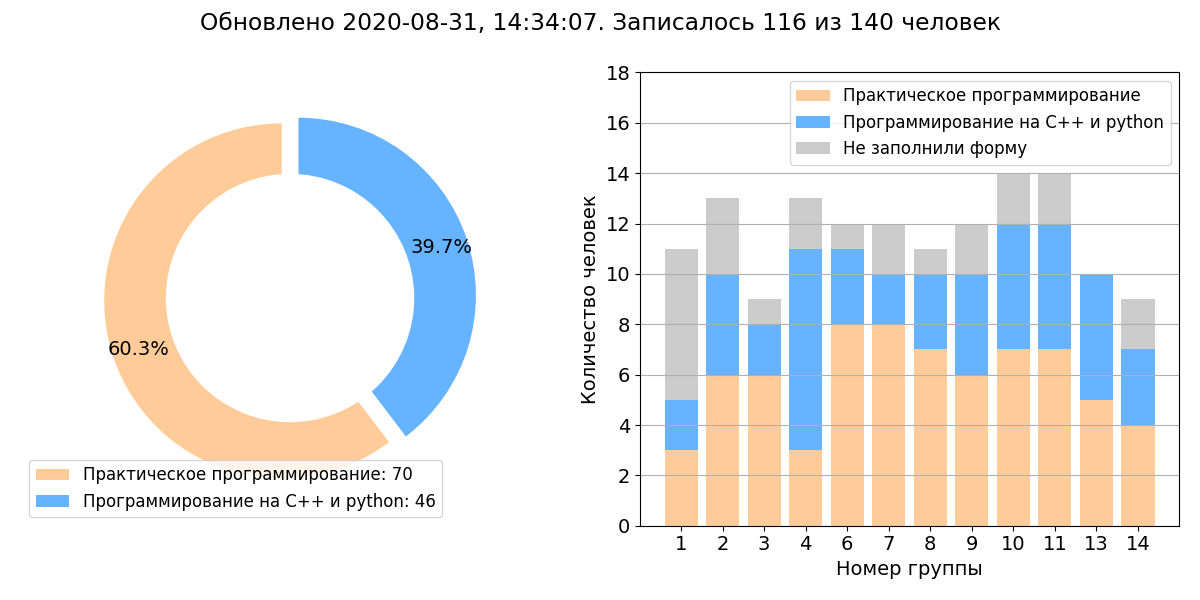 Обновлено 2020-08-31, 14:34:07. Записалось 116 из 140 человек
39.7%
60.3%
Практическое программирование: 70
Программирование на C++ и python: 46
Практическое программирование
Программирование на C++ и python
Не заполнили форму
Количество человек
18
16
14
12
10
8
6
4
2
0
1 2 3 4 6 7 8 9 10 11 13 14
Номер группы